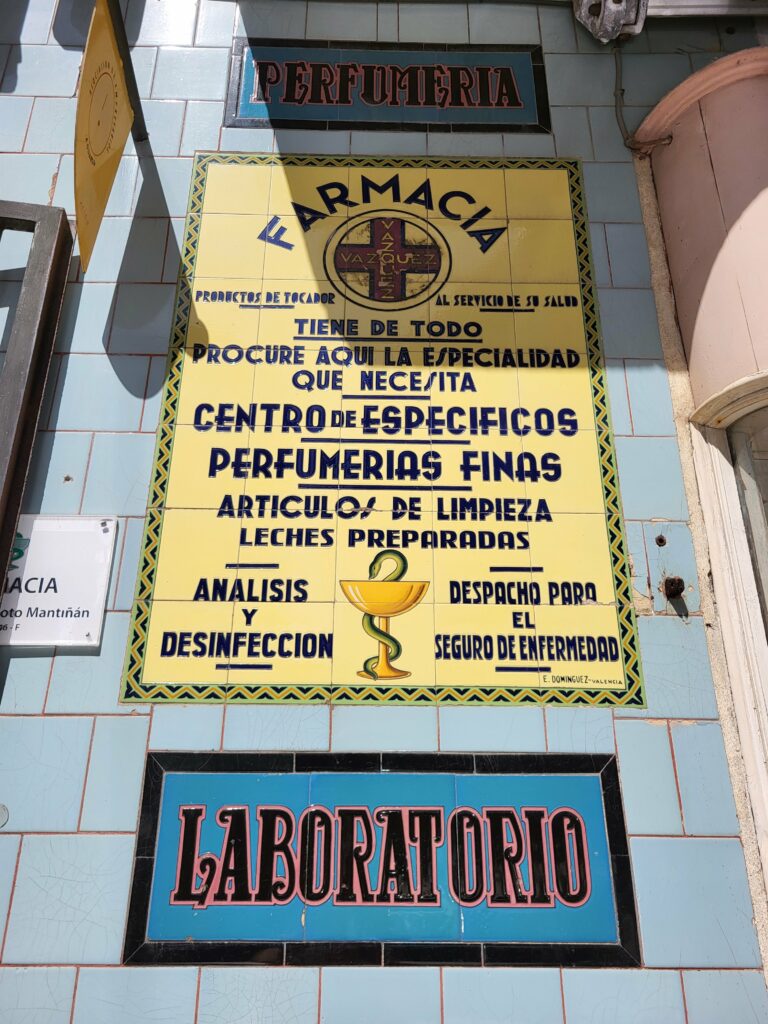 PERFUMERIA
FARMACIA
VAZQUEZ
VAZQUEZ
PRODUCTOS DE TOCADOR
AL SERVICIO DE SU SALUD
TIENE DE TODO
PROCURE AQUI LA ESPECIALIDAD
QUE NECESITA
CENTRO DE ESPECIFICOS
PERFUMERIAS FINAS
ARTICULOS DE LIMPIEZA
LECHES PREPARADAS
ANALISIS
Y
DESINFECCION
DESPACHO PARA
EL
SEGURO DE ENFERMEDAD
E. DOMINGUEZ-VALENCIA
MACIA
oto Mantiñán
96 - F
LABORATORIO